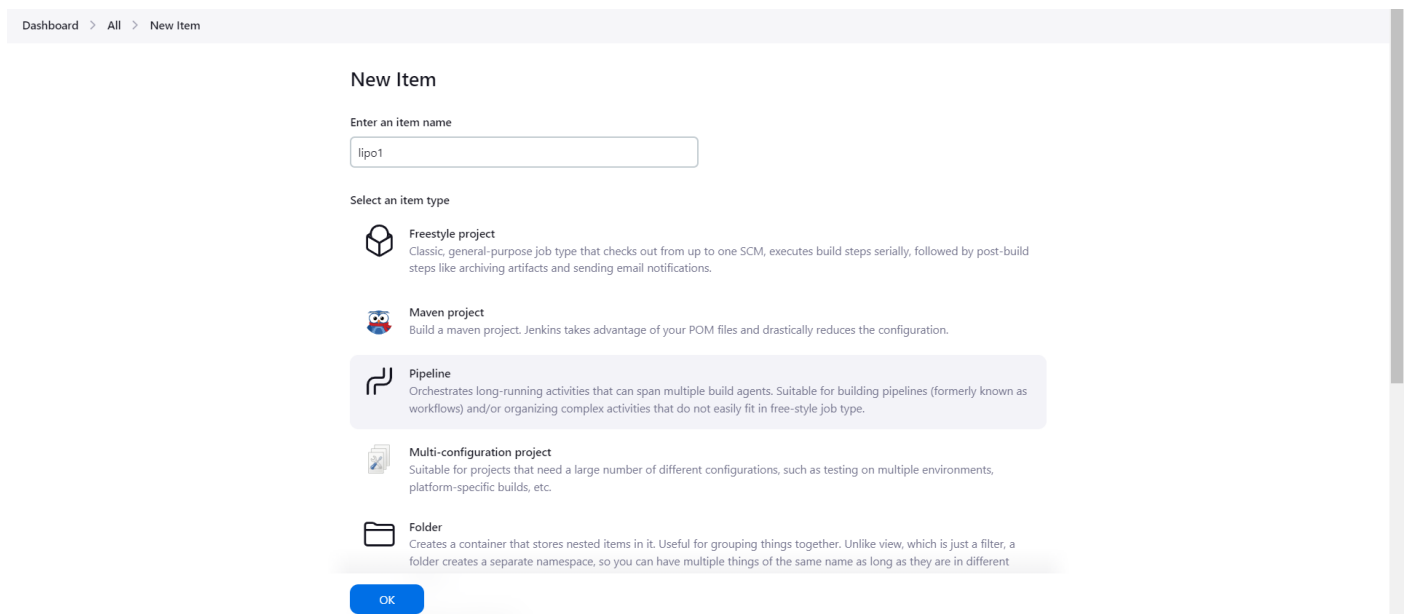 Dashboard > All > New Item
New Item
Enter an item name
lipo1
Select an item type
Freestyle project
Classic, general-purpose job type that checks out from up to one SCM, executes build steps serially, followed by post-build
steps like archiving artifacts and sending email notifications.
Maven project
Build a maven project. Jenkins takes advantage of your POM files and drastically reduces the configuration.
Pipeline
Orchestrates long-running activities that can span multiple build agents. Suitable for building pipelines (formerly known as
workflows) and/or organizing complex activities that do not easily fit in free-style job type.
Multi-configuration project
Suitable for projects that need a large number of different configurations, such as testing on multiple environments,
platform-specific builds, etc.
Folder
Creates a container that stores nested items in it. Useful for grouping things together. Unlike view, which is just a filter, a
folder creates a separate namespace, so you can have multiple things of the same name as long as they are in different
OK